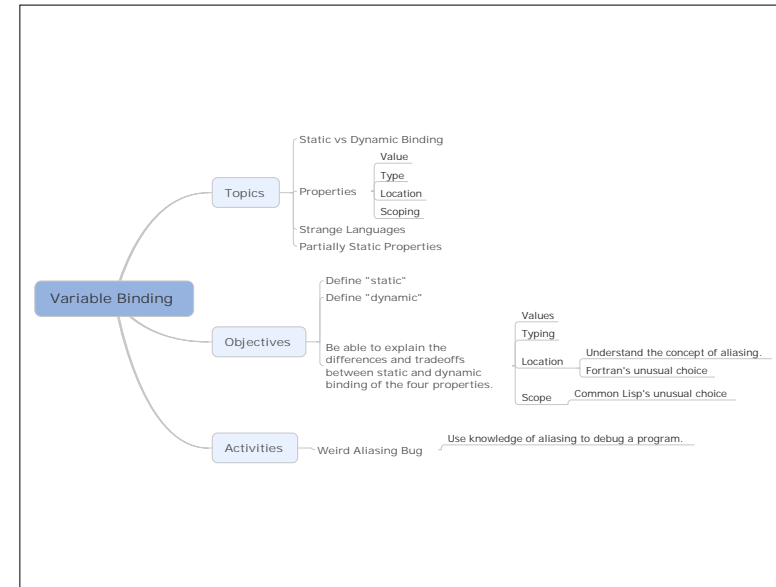 Variable Binding
Topics
Static vs Dynamic Binding
Properties
Value
Type
Location
Scoping
Strange Languages
Partially Static Properties
Objectives
Define "static"
Define "dynamic"
Be able to explain the
differences and tradeoffs
between static and dynamic
binding of the four properties.
Values
Typing
Location
Understand the concept of aliasing.
Fortran's unusual choice
Scope
Common Lisp's unusual choice
Activities
Weird Aliasing Bug
Use knowledge of aliasing to debug a program.